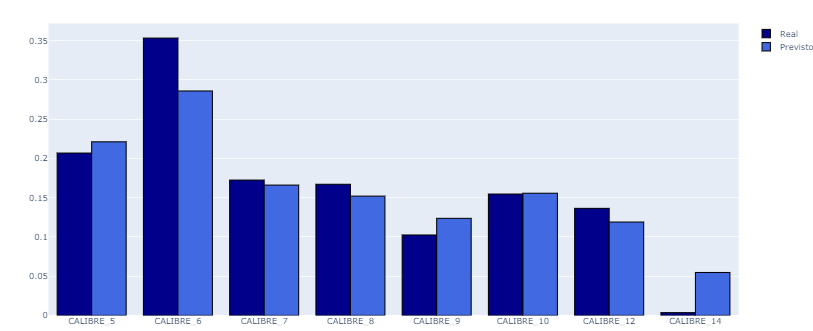 Real
Previsto
0.35
0.3
0.25
0.2
0.15
0.1
0.05
0
CALIBRE_5 CALIBRE_6 CALIBRE_7 CALIBRE_8 CALIBRE_9 CALIBRE_10 CALIBRE_12 CALIBRE_14